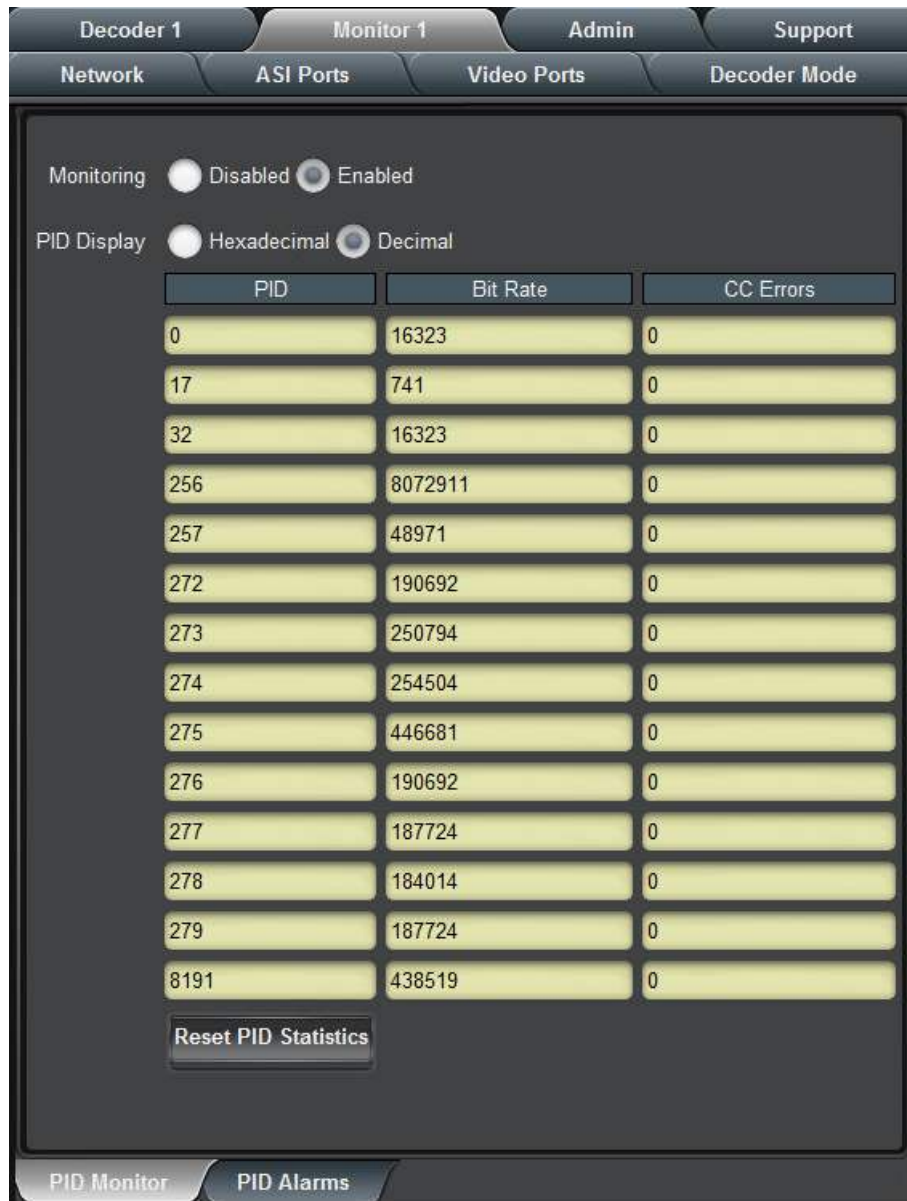 Decoder 1 Monitor 1 Admin Support
Network ASI Ports Video Ports Decoder Mode
Monitoring Disabled Enabled
PID Display Hexadecimal Decimal
PID Bit Rate CC Errors
0 16323 0
17 741 0
32 16323 0
256 8072911 0
257 48971 0
272 190692 0
273 250794 0
274 254504 0
275 446681 0
276 190692 0
277 187724 0
278 184014 0
279 187724 0
8191 438519 0
Reset PID Statistics
PID Monitor PID Alarms